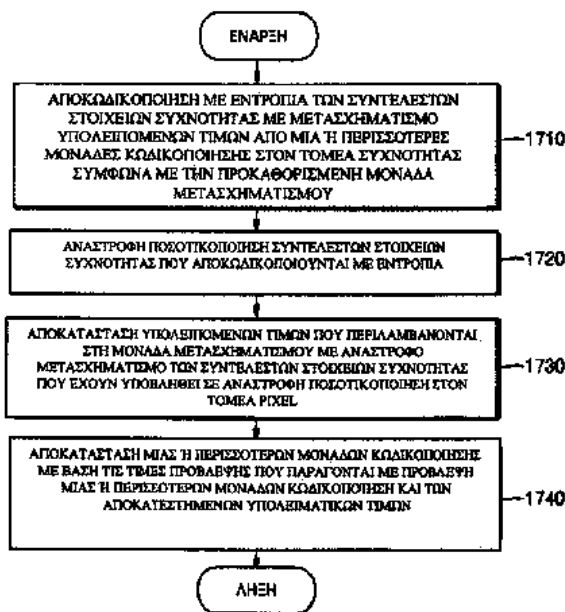 ΕΝΑΡΞΗ
ΑΠΟΚΩΔΙΚΟΠΟΙΗΣΗ ΜΕ ΕΝΤΡΟΠΙΑ ΤΩΝ ΣΥΝΤΕΛΕΣΤΩΝ
ΣΤΟΙΧΕΙΩΝ ΣΥΧΝΟΤΗΤΑΣ ΜΕ ΜΕΤΑΣΧΗΜΑΤΙΣΜΟ
ΥΠΟΛΕΙΠΟΜΕΝΩΝ ΤΙΜΩΝ ΑΠΟ ΜΙΑ Ή ΠΕΡΙΣΣΟΤΕΡΕΣ
ΜΟΝΑΔΕΣ ΚΩΔΙΚΟΠΟΙΗΣΗΣ ΣΤΟΝ ΤΟΜΕΑ ΣΥΧΝΟΤΗΤΑΣ
ΣΥΜΦΩΝΑ ΜΕ ΤΗΝ ΠΡΟΚΑΘΟΡΙΣΜΕΝΗ ΜΟΝΑΔΑ
ΜΕΤΑΣΧΗΜΑΤΙΣΜΟΥ
1710
ΑΝΑΣΤΡΟΦΗ ΠΟΣΟΤΙΚΟΠΟΙΗΣΗ ΣΥΝΤΕΛΕΣΤΩΝ ΣΤΟΙΧΕΙΩΝ
ΣΥΧΝΟΤΗΤΑΣ ΠΟΥ ΑΠΟΚΩΔΙΚΟΠΟΙΟΥΝΤΑΙ ΜΕ ΕΝΤΡΟΠΙΑ
1720
ΑΠΟΚΑΤΑΣΤΑΣΗ ΥΠΟΛΕΙΠΟΜΕΝΩΝ ΤΙΜΩΝ ΠΟΥ ΠΕΡΙΛΑΜΒΑΝΟΝΤΑΙ
ΣΤΗ ΜΟΝΑΔΑ ΜΕΤΑΣΧΗΜΑΤΙΣΜΟΥ ΜΕ ΑΝΑΣΤΡΟΦΟ
ΜΕΤΑΣΧΗΜΑΤΙΣΜΟ ΤΩΝ ΣΥΝΤΕΛΕΣΤΩΝ ΣΤΟΙΧΕΙΩΝ ΣΥΧΝΟΤΗΤΑΣ
ΠΟΥ ΕΧΟΥΝ ΥΠΟΒΛΗΘΕΙ ΣΕ ΑΝΑΣΤΡΟΦΗ ΠΟΣΟΤΙΚΟΠΟΙΗΣΗ ΣΤΟΝ
ΤΟΜΕΑ PIXEL
1730
ΑΠΟΚΑΤΑΣΤΑΣΗ ΜΙΑΣ Ή ΠΕΡΙΣΣΟΤΕΡΩΝ ΜΟΝΑΔΩΝ ΚΩΔΙΚΟΠΟΙΗΣΗΣ
ΜΕ ΒΑΣΗ ΤΙΣ ΤΙΜΕΣ ΠΡΟΒΛΕΨΗΣ ΠΟΥ ΠΑΡΑΓΟΝΤΑΙ ΜΕ ΠΡΟΒΛΕΨΗ
ΜΙΑΣ Ή ΠΕΡΙΣΣΕΟΤΕΡΩΝ ΜΟΝΑΔΩΝ ΚΩΔΙΚΟΠΟΙΗΣΗ ΚΑΙ ΤΩΝ
ΑΠΟΚΑΤΕΣΤΗΜΕΝΩΝ ΥΠΟΛΕΙΜΑΤΙΚΩΝ ΤΙΜΩΝ
1740
ΛΗΞΗ